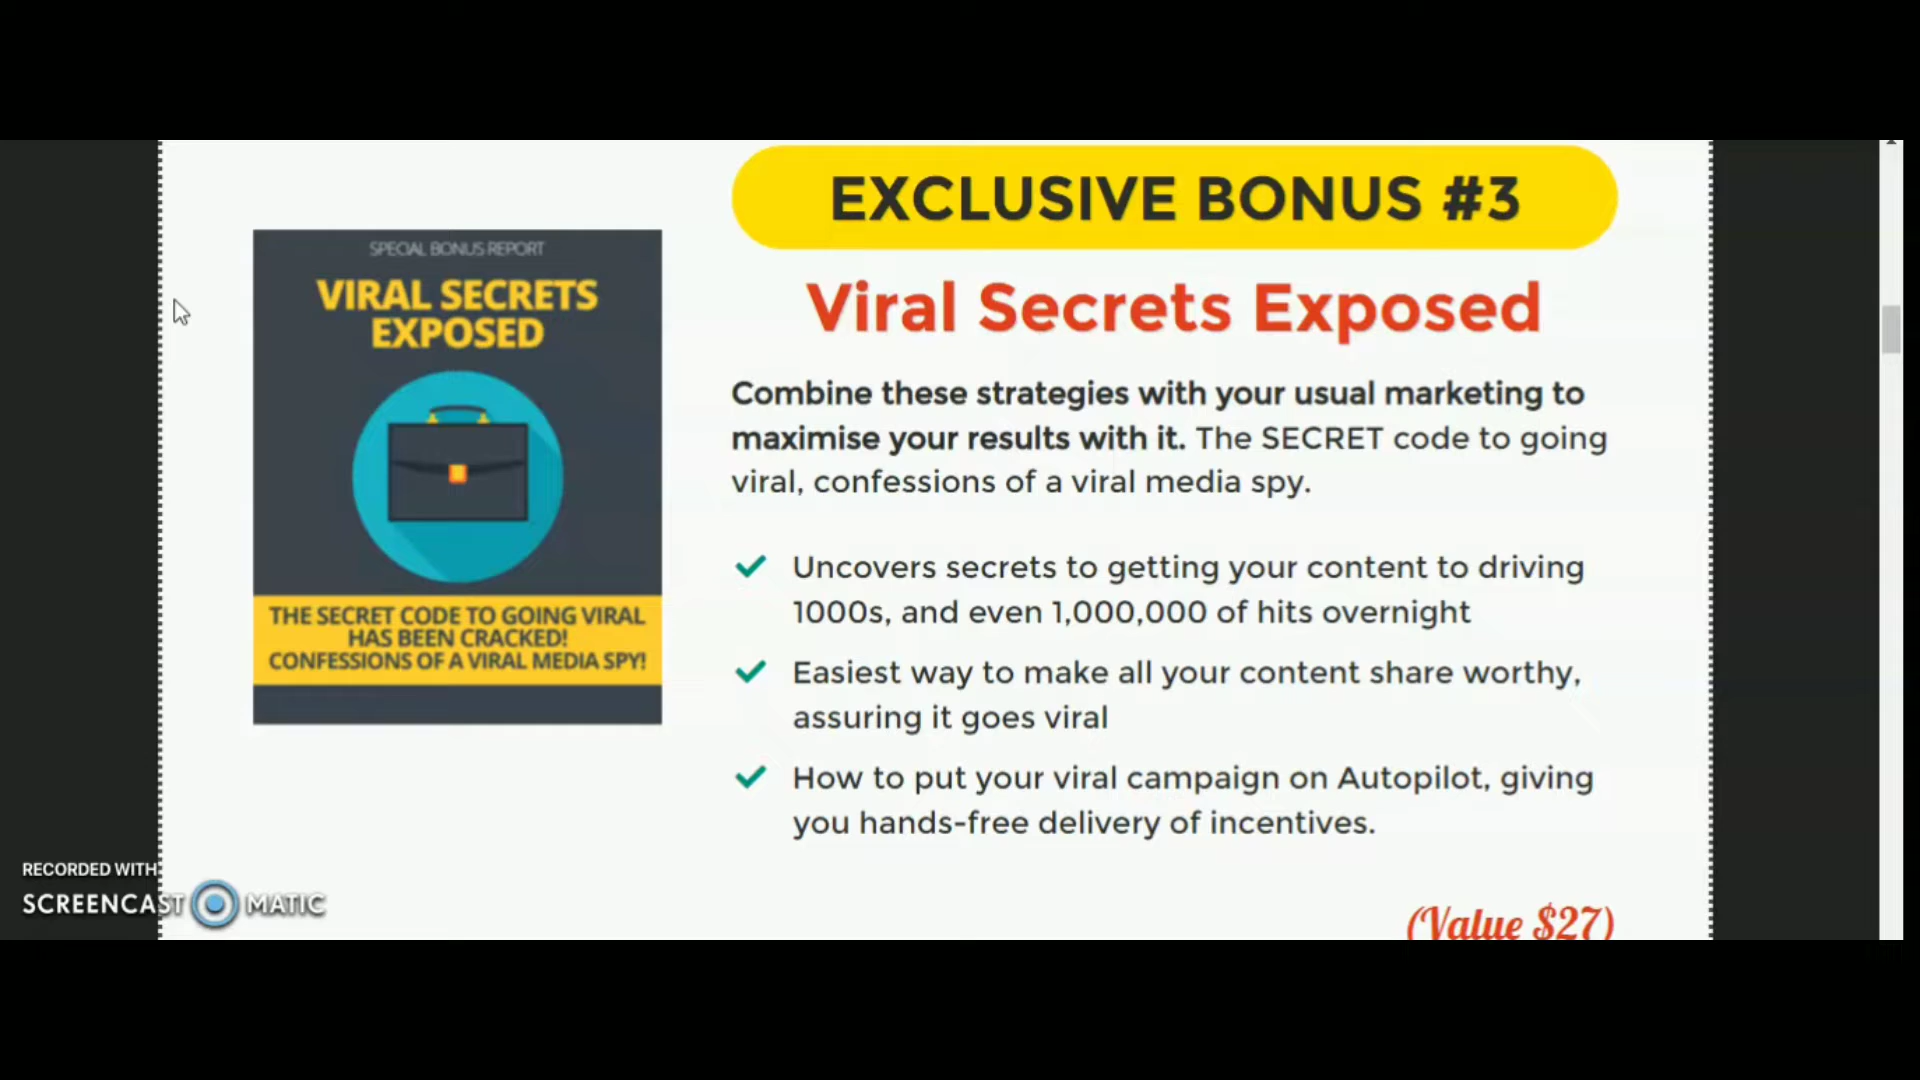 EXCLUSIVE BONUS #3
SPECIAL BONUS REPORT
VIRAL SECRETS
EXPOSED
THE SECRET CODE TO GOING VIRAL
HAS BEEN CRACKED!
CONFESSIONS OF A VIRAL MEDIA SPY!
Viral Secrets Exposed
Combine these strategies with your usual marketing to
maximise your results with it. The SECRET code to going
viral, confessions of a viral media spy.
Uncovers secrets to getting your content to driving
1000s, and even 1,000,000 of hits overnight
Easiest way to make all your content share worthy,
assuring it goes viral
How to put your viral campaign on Autopilot, giving
you hands-free delivery of incentives.
(Value $27)
RECORDED WITH
SCREENCAST MATIC